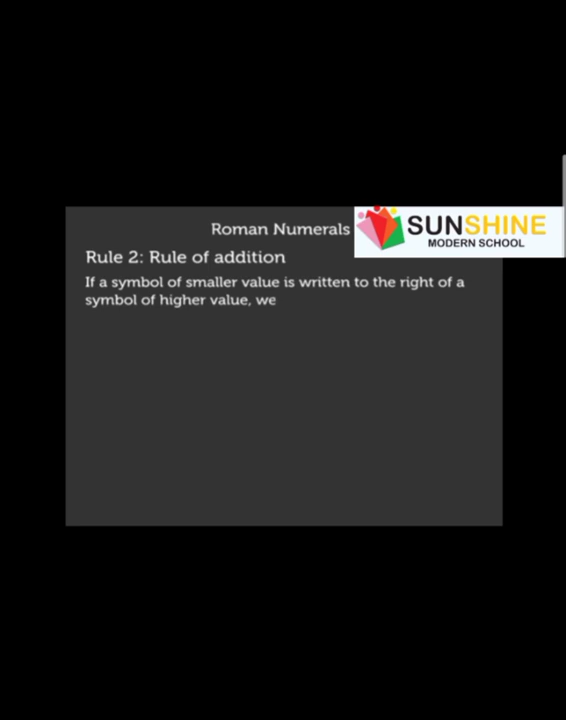 Roman Numerals
SUNSHINE
MODERN SCHOOL
Rule 2: Rule of addition
If a symbol of smaller value is written to the right of a
symbol of higher value, we